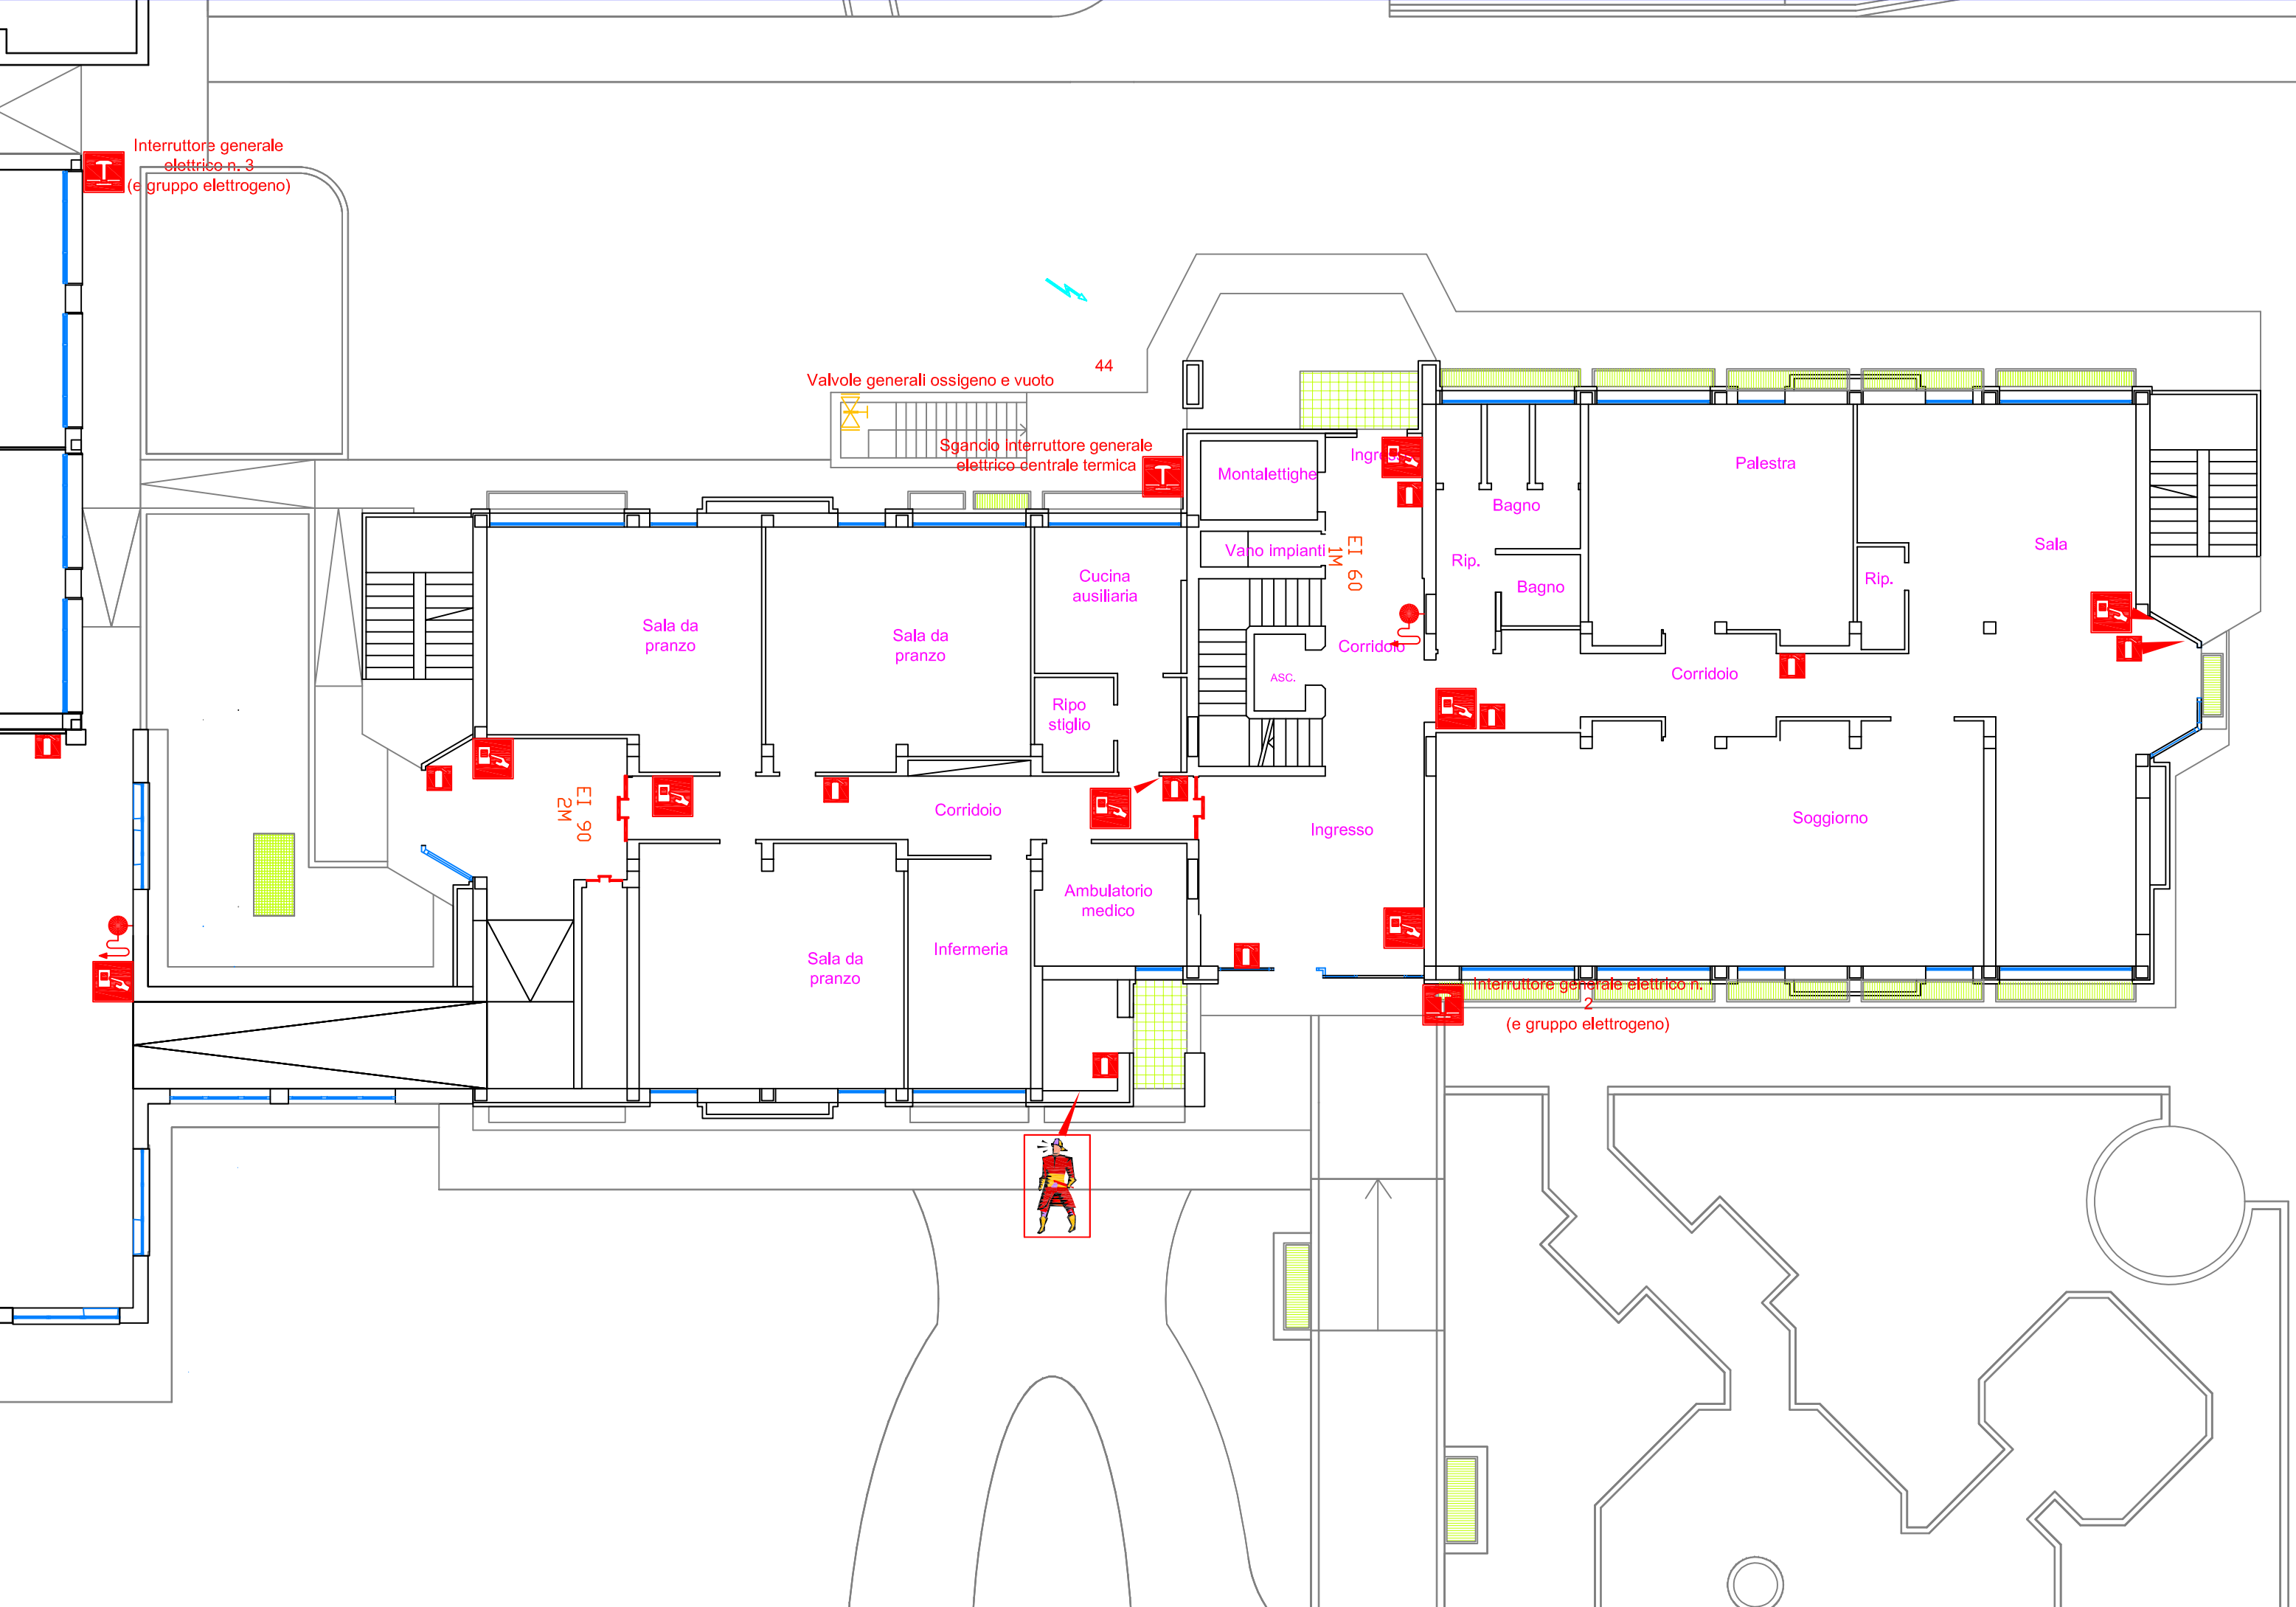 Interruttore generale
elettrico n. 3
(e gruppo elettrogeno)
44
Valvole generali ossigeno e vuoto
Sgancio interruttore generale
elettrico centrale termica
Montalettighe
Palestra
Bagno
Vano impianti
EI 60
1M
Rip.
Bagno
Rip.
Sala
Cucina
ausiliaria
Sala da
pranzo
Sala da
pranzo
Corridoio
ASC.
Corridoio
Ripo
stiglio
EI 90
2M
Corridoio
Ingresso
Soggiorno
Ambulatorio
medico
Sala da
pranzo
Infermeria
Interruttore generale elettrico n.
2
(e gruppo elettrogeno)